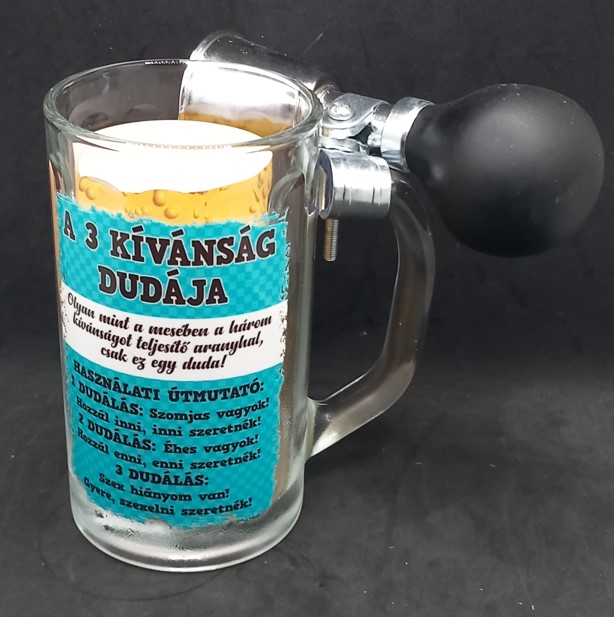 A 3 KÍVÁNSÁG
DUDÁJA
Olyan mint a mesében a három
kívánságot teljesítő aranyhal,
csak ez egy duda!
HASZNÁLATI ÚTMUTATÓ:
1 DUDÁLÁS: Szomjas vagyok!
Hozzál inni, inni szeretnék!
2 DUDÁLÁS: Éhes vagyok!
Hozzál enni, enni szeretnék!
3 DUDÁLÁS:
Szex hiányom van!
Gyere, szexelni szeretnék!